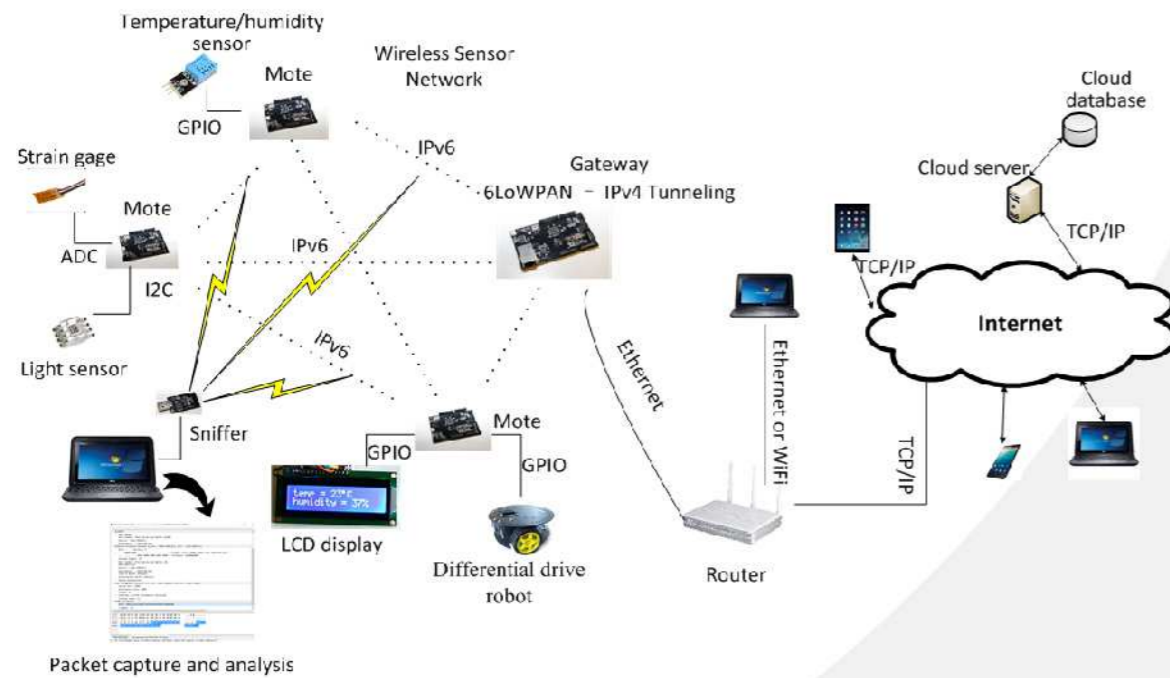 Temperature/humidity
sensor
Mote
Wireless Sensor
Network
GPIO
IPv6
Strain gage
Mote
ADC
I2C
IPv6
Gateway
6LoWPAN – IPv4 Tunneling
Cloud
database
Cloud server
TCP/IP
TCP/IP
Internet
Light sensor
IPv6
Sniffer
Ethernet
Ethernet or WiFi
TCP/IP
Mote
GPIO
GPIO
temp = 23°C
humidity = 37%
LCD display
Differential drive
robot
Router
Packet capture and analysis